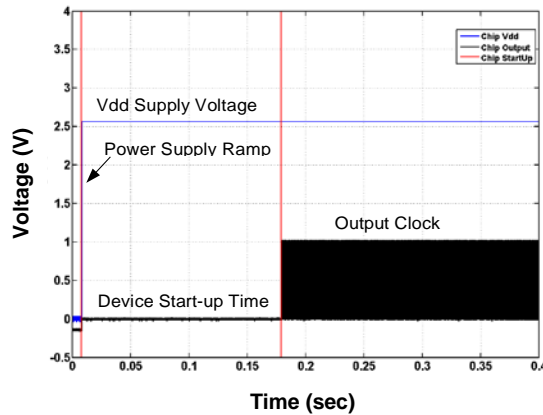 4
3.5
3
2.5
2
1.5
1
0.5
0
-0.5
Voltage (V)
Chip Vdd
Chip Output
Chip StartUp
Vdd Supply Voltage
Power Supply Ramp
Output Clock
Device Start-up Time
0 0.05 0.1 0.15 0.2 0.25 0.3 0.35 0.4
Time (sec)